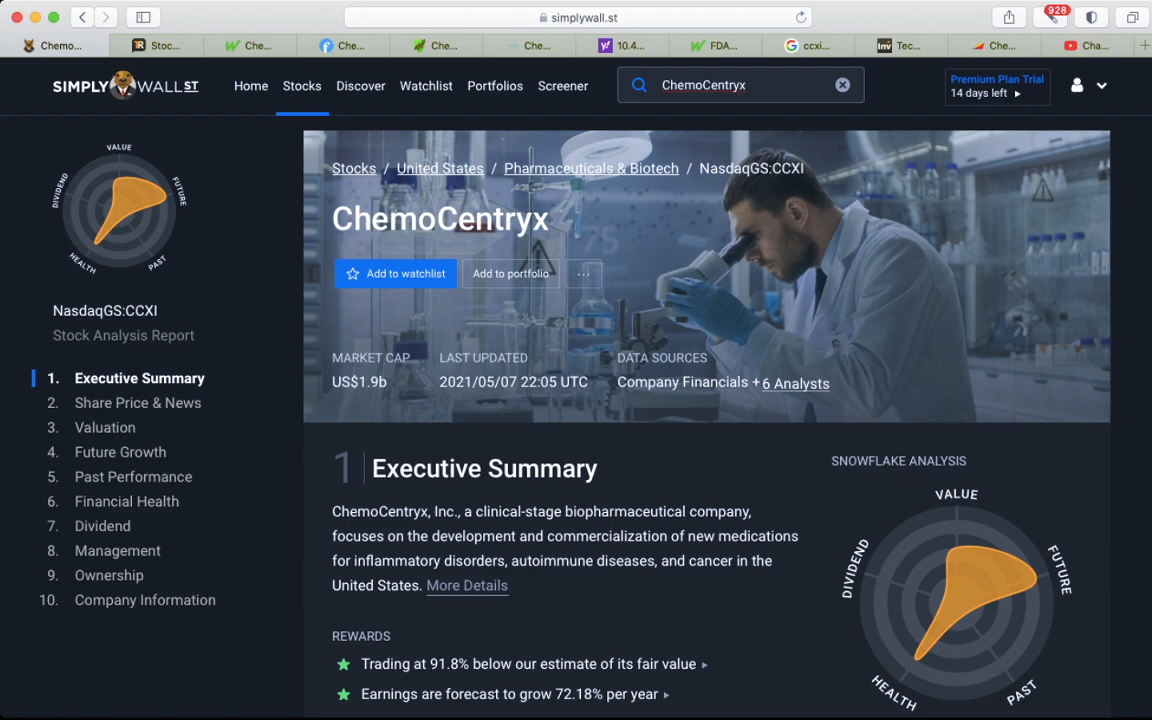 simplywall.st
928
Chemo...
Stoc...
Che...
Che...
Che...
Che...
10.4...
FDA...
ccxi...
Tec...
Che...
Cha...
SIMPLY WALL ST
Home
Stocks
Discover
Watchlist
Portfolios
Screener
ChemoCentryx
Premium Plan Trial
14 days left
VALUE
FUTURE
PAST
HEALTH
DIVIDEND
NasdaqGS:CCXI
Stock Analysis Report
1. Executive Summary
2. Share Price & News
3. Valuation
4. Future Growth
5. Past Performance
6. Financial Health
7. Dividend
8. Management
9. Ownership
10. Company Information
Stocks / United States / Pharmaceuticals & Biotech / NasdaqGS:CCXI
ChemoCentryx
Add to watchlist
Add to portfolio
...
MARKET CAP
US$1.9b
LAST UPDATED
2021/05/07 22:05 UTC
DATA SOURCES
Company Financials + 6 Analysts
1 Executive Summary
ChemoCentryx, Inc., a clinical-stage biopharmaceutical company,
focuses on the development and commercialization of new medications
for inflammatory disorders, autoimmune diseases, and cancer in the
United States. More Details
REWARDS
Trading at 91.8% below our estimate of its fair value
Earnings are forecast to grow 72.18% per year
SNOWFLAKE ANALYSIS
VALUE
FUTURE
PAST
HEALTH
DIVIDEND